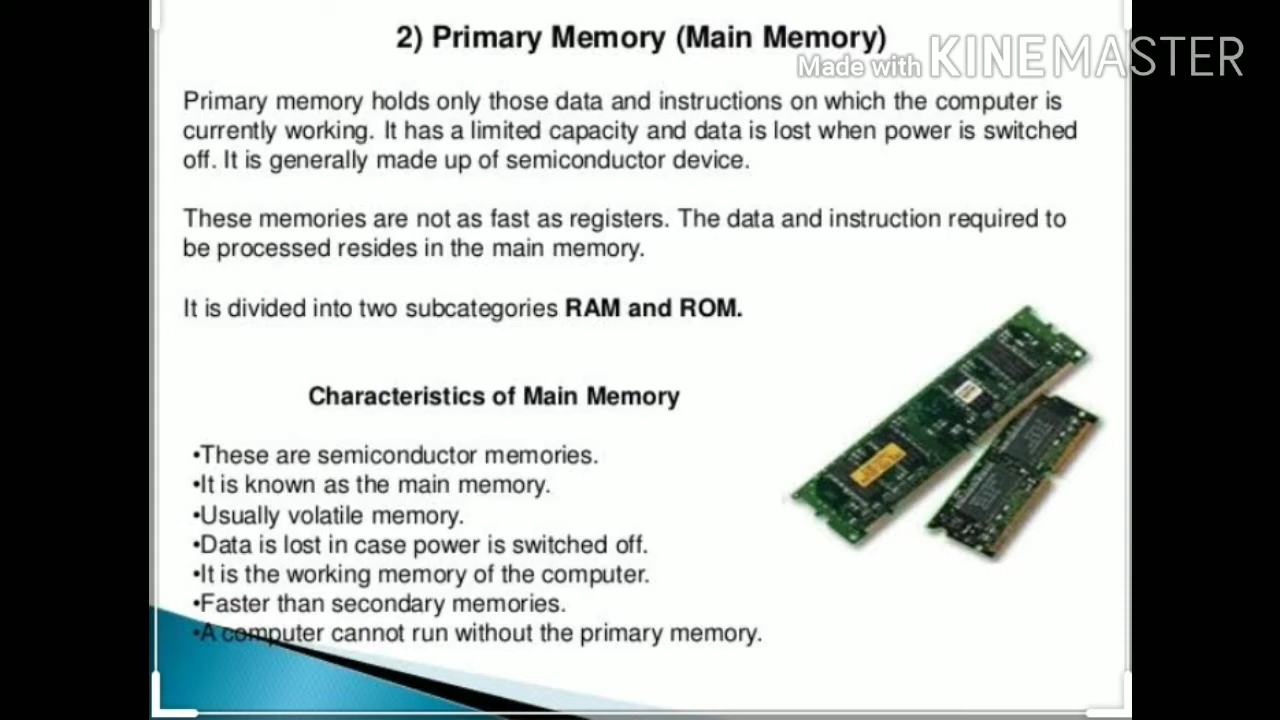 2) Primary Memory (Main Memory)
Made with KINEMASTER
Primary memory holds only those data and instructions on which the computer is
currently working. It has a limited capacity and data is lost when power is switched
off. It is generally made up of semiconductor device.
These memories are not as fast as registers. The data and instruction required to
be processed resides in the main memory.
It is divided into two subcategories RAM and ROM.
Characteristics of Main Memory
•These are semiconductor memories.
•It is known as the main memory.
•Usually volatile memory.
•Data is lost in case power is switched off.
•It is the working memory of the computer.
•Faster than secondary memories.
•A computer cannot run without the primary memory.